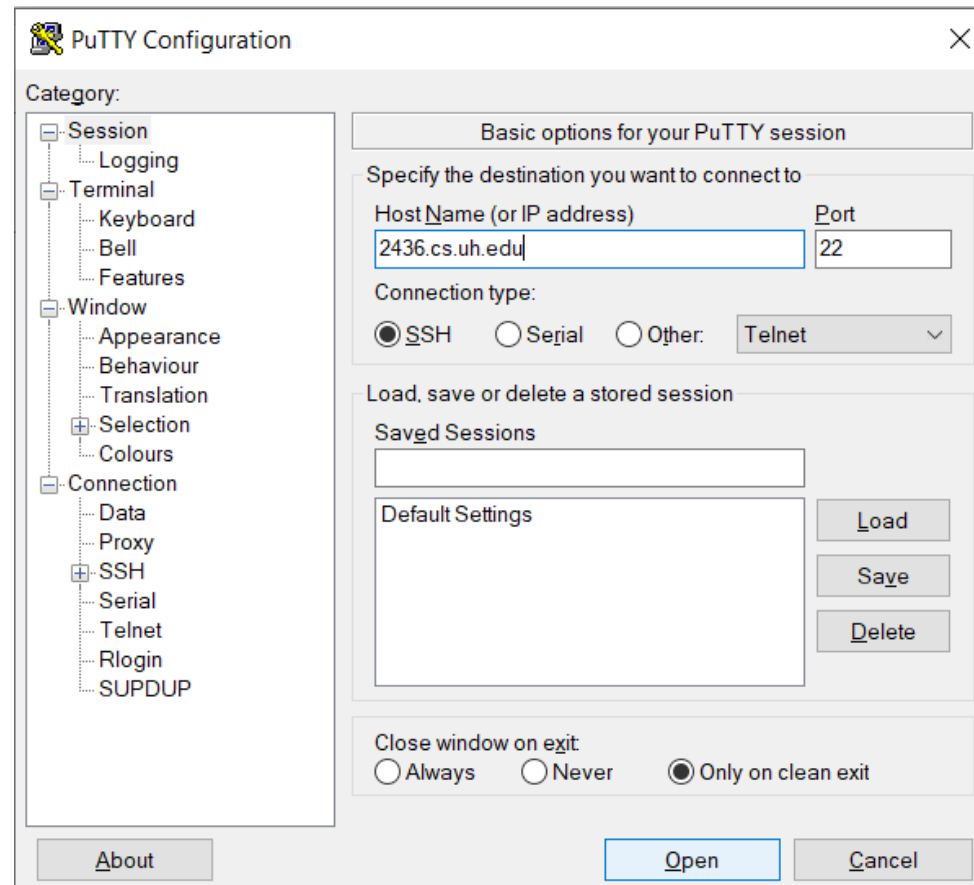 PuTTY Configuration
Category:
Session
Logging
Terminal
Keyboard
Bell
Features
Window
Appearance
Behaviour
Translation
Selection
Colours
Connection
Data
Proxy
SSH
Serial
Telnet
Rlogin
SUPDUP
Basic options for your PuTTY session
Specify the destination you want to connect to
Host Name (or IP address) Port
2436.cs.uh.edu 22
Connection type:
SSH Serial Other: Telnet
Load, save or delete a stored session
Saved Sessions
Default Settings
Load
Save
Delete
Close window on exit:
Always Never Only on clean exit
About Open Cancel